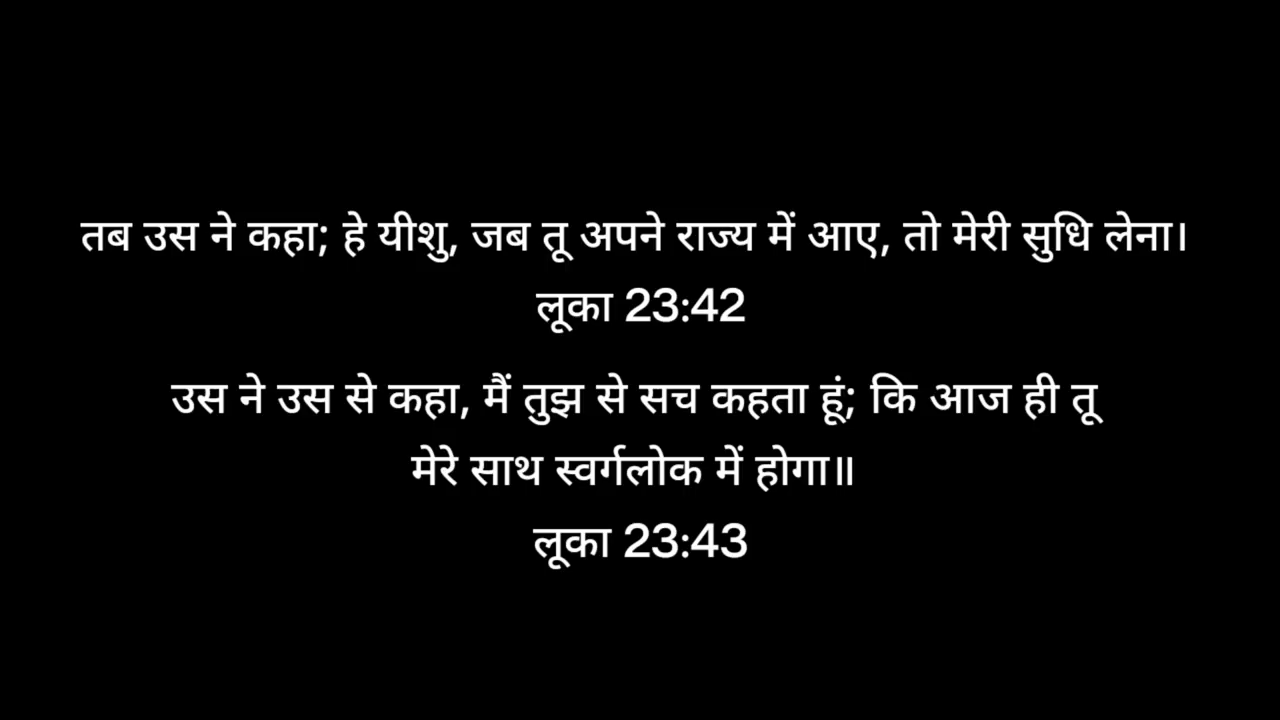 तब उस ने कहा; हे यीशु, जब तू अपने राज्य में आए, तो मेरी सुधि लेना।
लूका 23:42
उस ने उस से कहा, मैं तुझ से सच कहता हूं; कि आज ही तू
मेरे साथ स्वर्गलोक में होगा॥
लूका 23:43